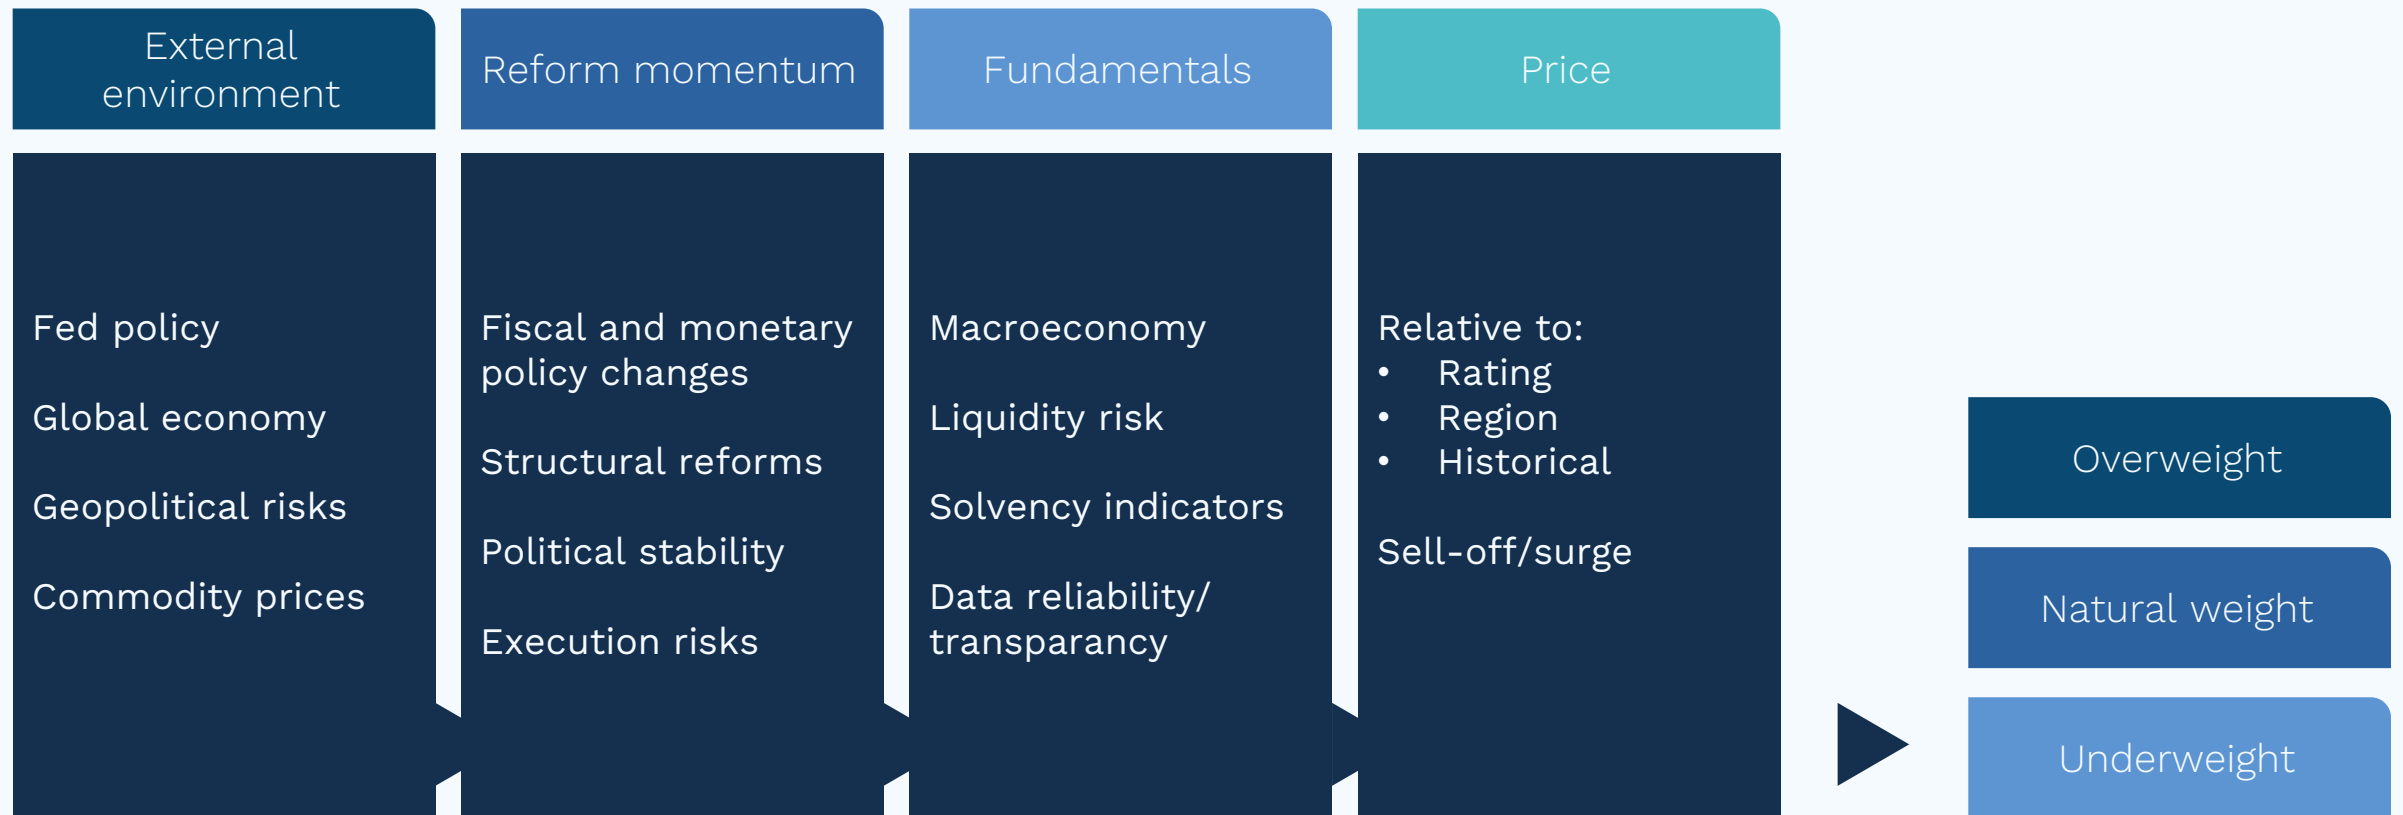 External
environment
Reform momentum
Fundamentals
Price
Fed policy
Global economy
Geopolitical risks
Commodity prices
Fiscal and monetary
policy changes
Structural reforms
Political stability
Execution risks
Macroeconomy
Liquidity risk
Solvency indicators
Data reliability/
transparancy
Relative to:
• Rating
• Region
• Historical
Sell-off/surge
Overweight
Natural weight
Underweight